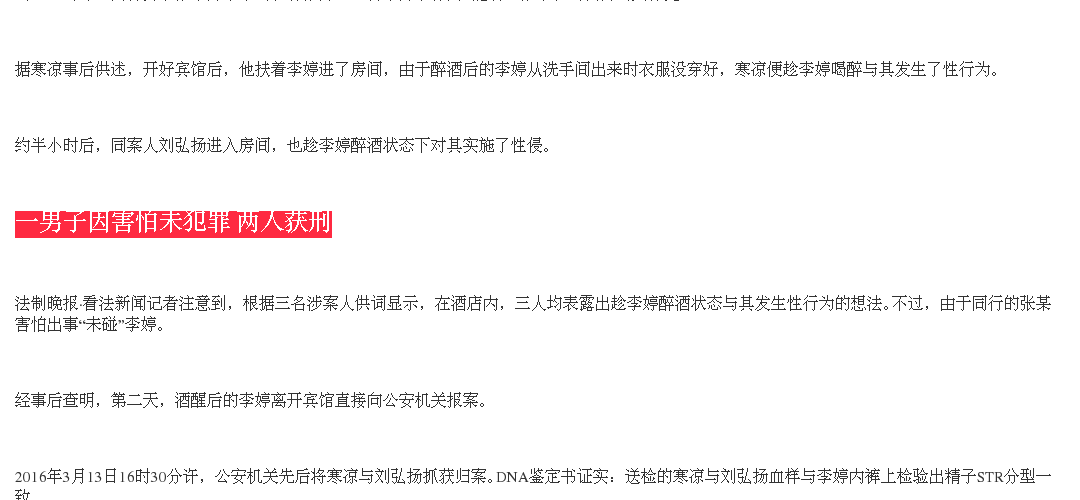 据寒凉事后供述，开好宾馆后，他扶着李婷进了房间，由于醉酒后的李婷从洗手间出来时衣服没穿好，寒凉便趁李婷喝醉与其发生了性行为。
约半小时后，同案人刘弘扬进入房间，也趁李婷醉酒状态下对其实施了性侵。
一男子因害怕未犯罪 两人获刑
法制晚报·看法新闻记者注意到，根据三名涉案人供词显示，在酒店内，三人均表露出趁李婷醉酒状态与其发生性行为的想法。不过，由于同行的张某
害怕出事“未碰”李婷。
经事后查明，第二天，酒醒后的李婷离开宾馆直接向公安机关报案。
2016年3月13日16时30分许，公安机关先后将寒凉与刘弘扬抓获归案。DNA鉴定书证实：送检的寒凉与刘弘扬血样与李婷内裤上检验出精子STR分型一
致